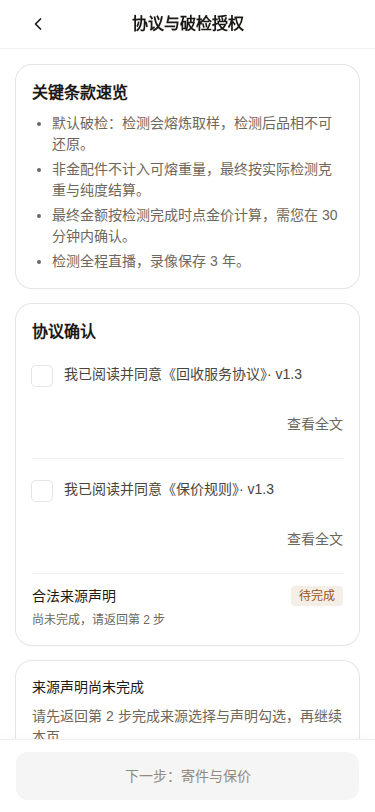 协议与破检授权
关键条款速览
• 默认破检：检测会熔炼取样，检测后品相不可
还原。
• 非金配件不计入可熔重量，最终按实际检测克
重与纯度结算。
• 最终金额按检测完成时点金价计算，需您在 30
分钟内确认。
• 检测全程直播，录像保存 3 年。
协议确认
我已阅读并同意《回收服务协议》· v1.3
查看全文
我已阅读并同意《保价规则》· v1.3
查看全文
合法来源声明
待完成
尚未完成，请返回第 2 步
来源声明尚未完成
请先返回第 2 步完成来源选择与声明勾选，再继续
本页
下一步：寄件与保价